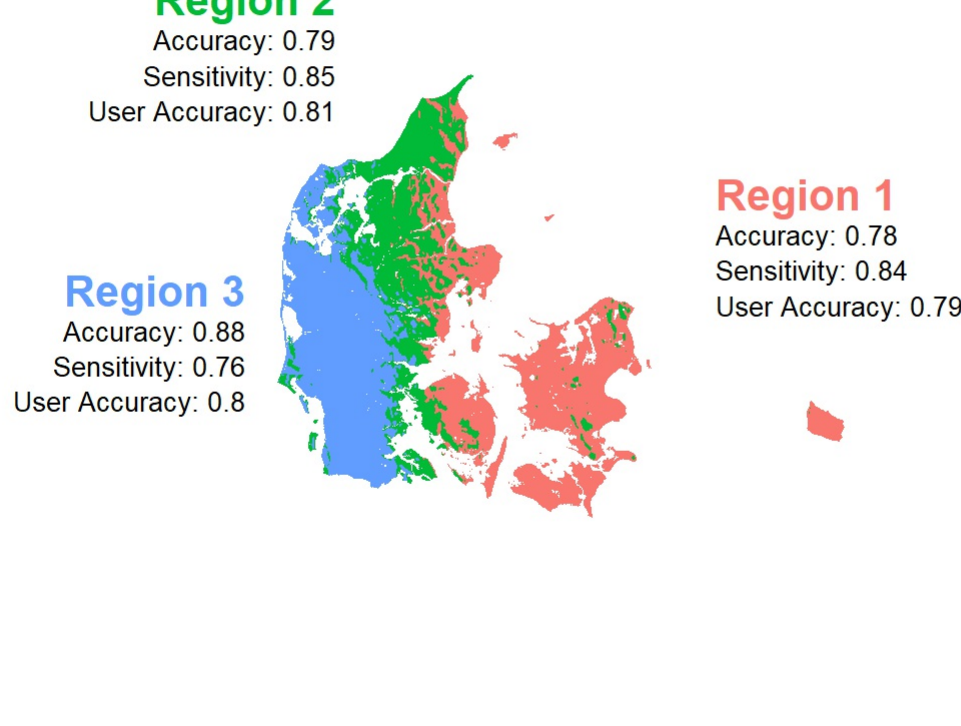 Region 2
Accuracy: 0.79
Sensitivity: 0.85
User Accuracy: 0.81
Region 1
Accuracy: 0.78
Sensitivity: 0.84
User Accuracy: 0.79
Region 3
Accuracy: 0.88
Sensitivity: 0.76
User Accuracy: 0.8